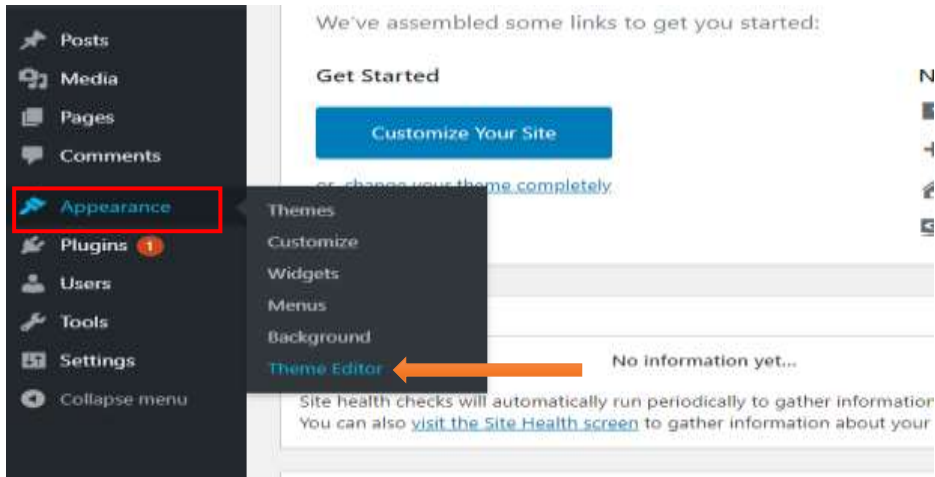 Posts
Media
Pages
Comments
Appearance
Plugins 1
Users
Tools
Settings
Collapse menu
Themes
Customize
Widgets
Menus
Background
Theme Editor
We've assembled some links to get you started:
Get Started
Customize Your Site
or, change your theme completely
N
No information yet...
Site health checks will automatically run periodically to gather information
You can also visit the Site Health screen to gather information about your